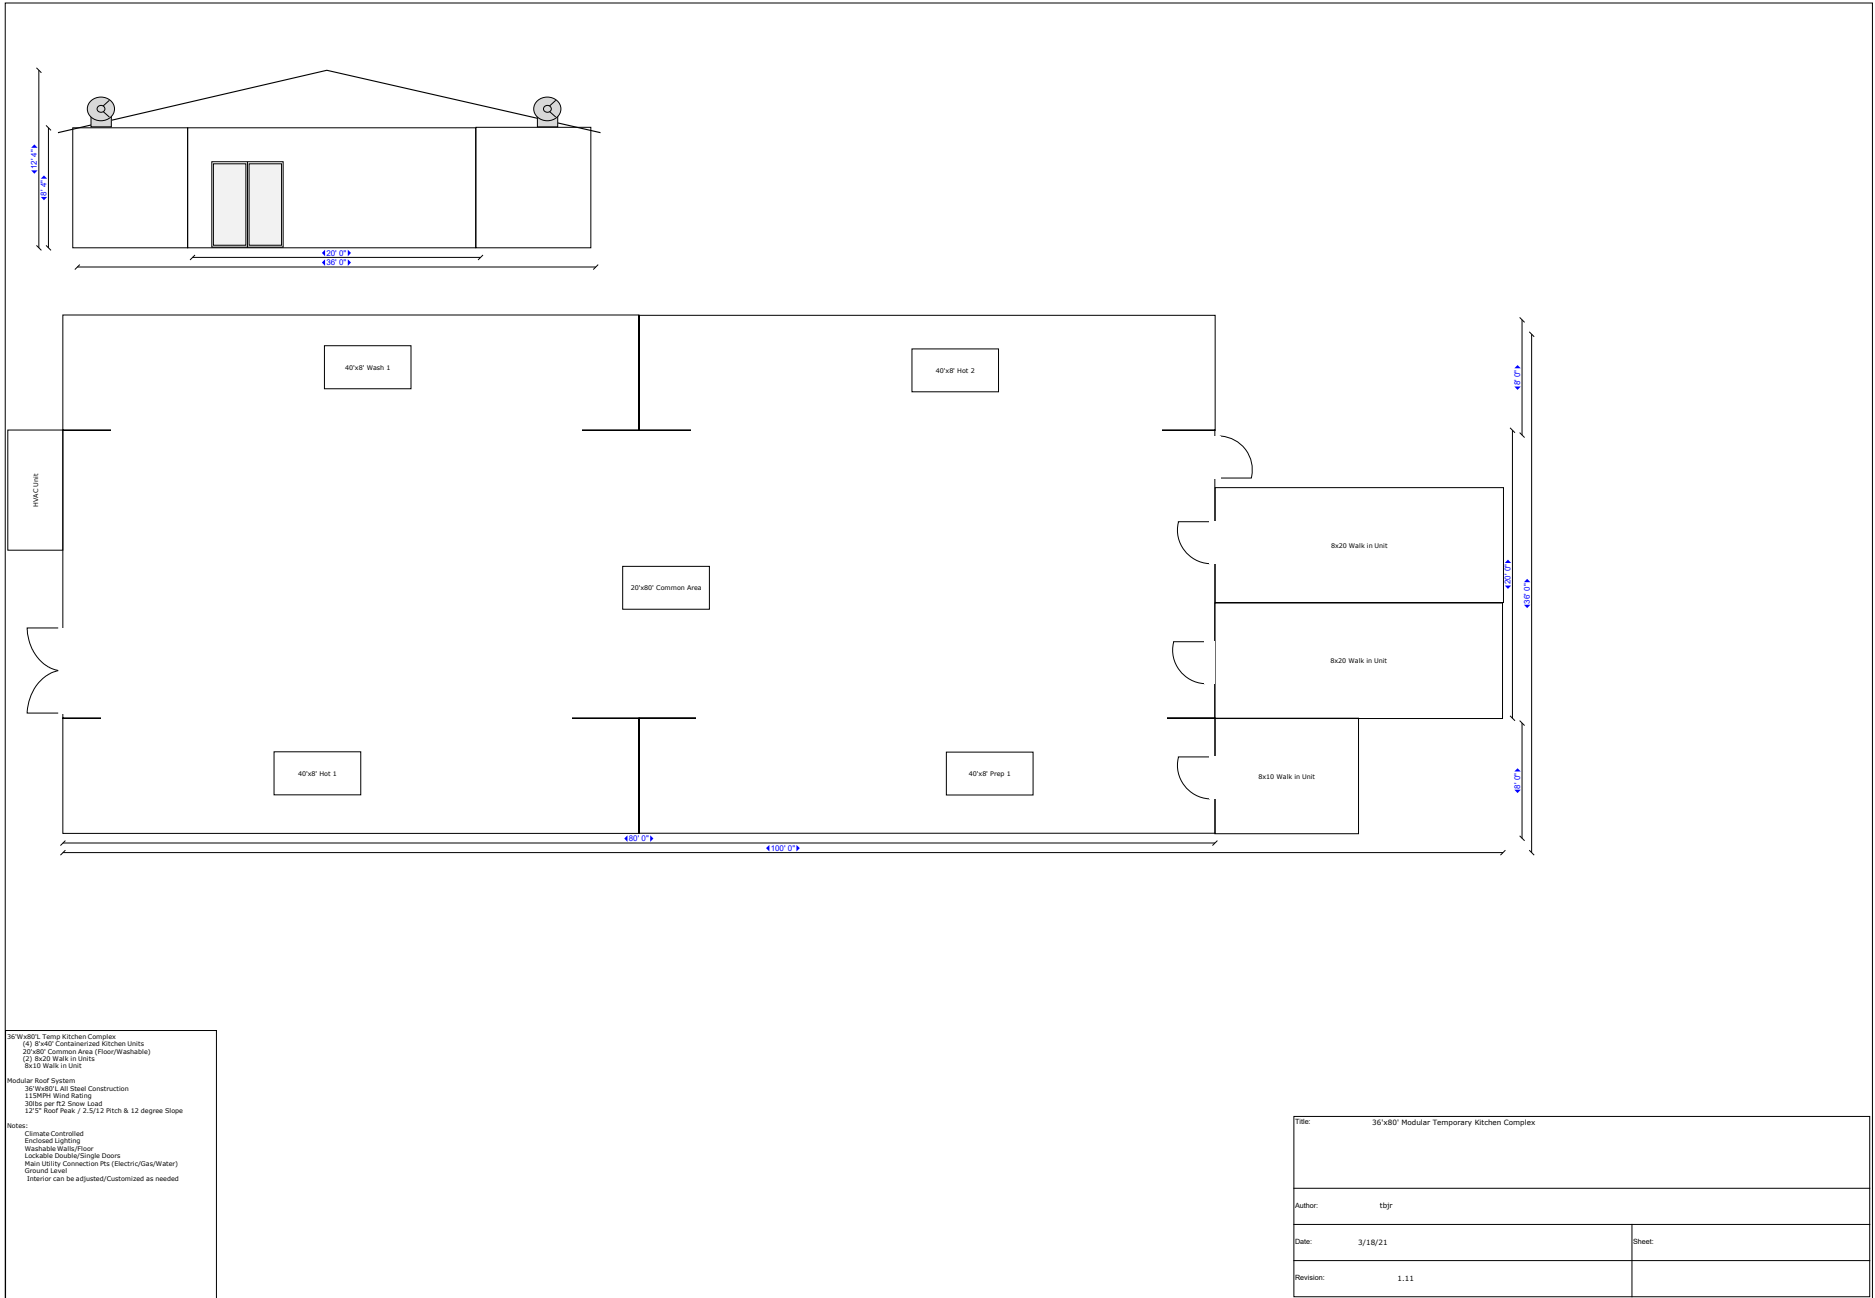 12' 4"
8' 4"
20' 0"
36' 0"
40'x8' Wash 1
40'x8' Hot 2
8' 0"
HVAC Unit
8x20 Walk in Unit
20'x80' Common Area
20' 0"
36' 0"
8x20 Walk in Unit
40'x8' Hot 1
40'x8' Prep 1
8x10 Walk in Unit
8' 0"
80' 0"
100' 0"
36'Wx80'L Temp Kitchen Complex
(4) 8'x40' Containerized Kitchen Units
20'x80' Common Area (Floor/Washable)
(2) 8x20 Walk in Units
8x10 Walk in Unit
Modular Roof System
36'Wx80'L All Steel Construction
115MPH Wind Rating
30lbs per ft2 Snow Load
12'5" Roof Peak / 2.5/12 Pitch & 12 degree Slope
Notes:
Climate Controlled
Enclosed Lighting
Washable Walls/Floor
Lockable Double/Single Doors
Main Utility Connection Pts (Electric/Gas/Water)
Ground Level
Interior can be adjusted/Customized as needed
Title: 36'x80' Modular Temporary Kitchen Complex
Author: tbjr
Date: 3/18/21 Sheet:
Revision: 1.11